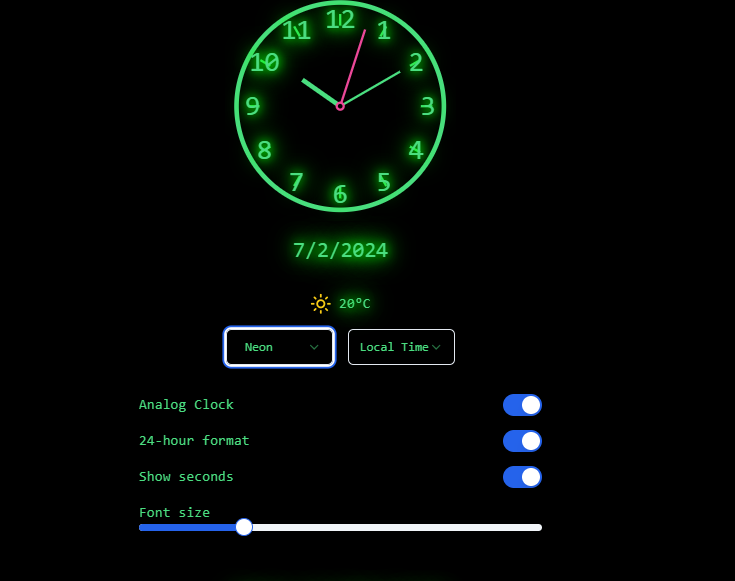 12
11 1
10 2
9 3
8 4
7 5
6
7/2/2024
20°C
Neon Local Time
Analog Clock
24-hour format
Show seconds
Font size